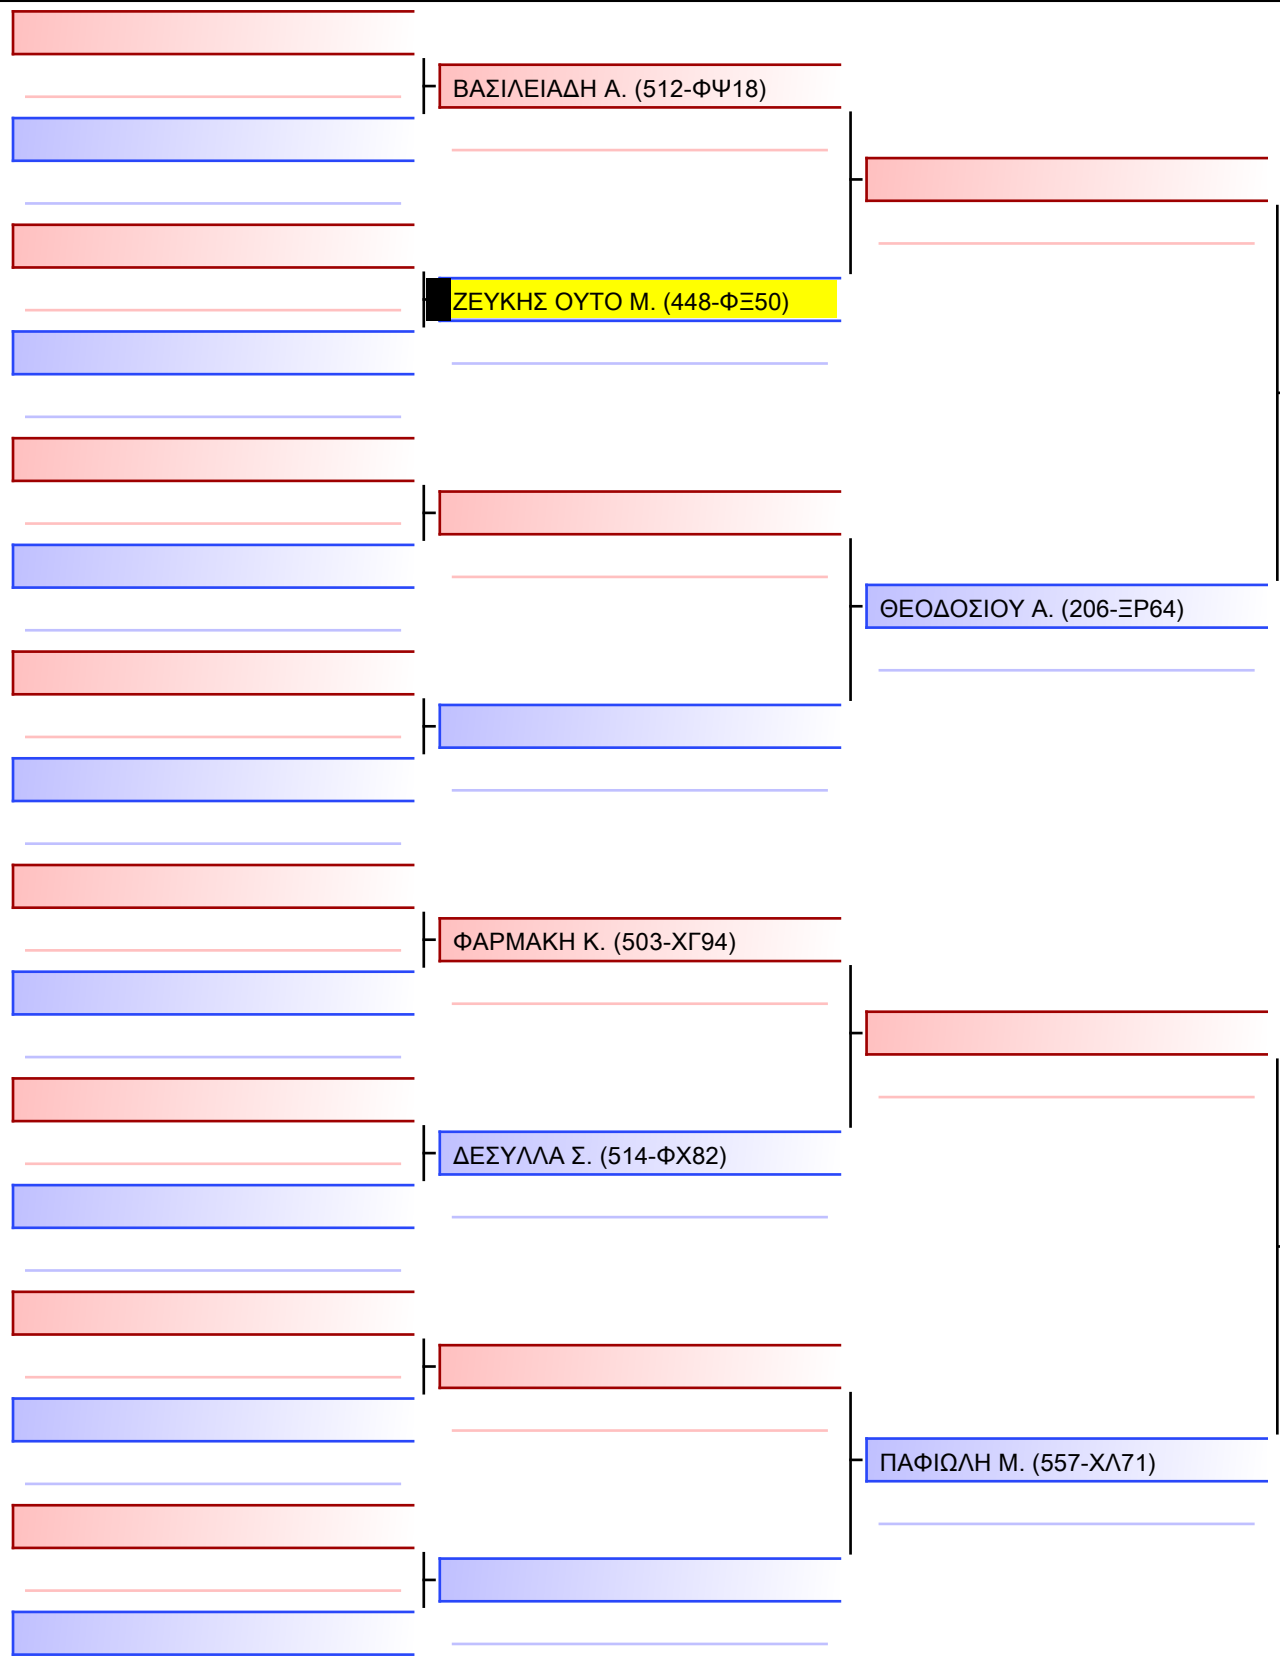 ΒΑΣΙΛΕΙΑΔΗ Α. (512-ΦΨ18)
ΖΕΥΚΗΣ ΟΥΤΟ Μ. (448-ΦΞ50)
ΘΕΟΔΟΣΙΟΥ Α. (206-ΞΡ64)
ΦΑΡΜΑΚΗ Κ. (503-ΧΓ94)
ΔΕΣΥΛΛΑ Σ. (514-ΦΧ82)
ΠΑΦΙΩΛΗ Μ. (557-ΧΛ71)